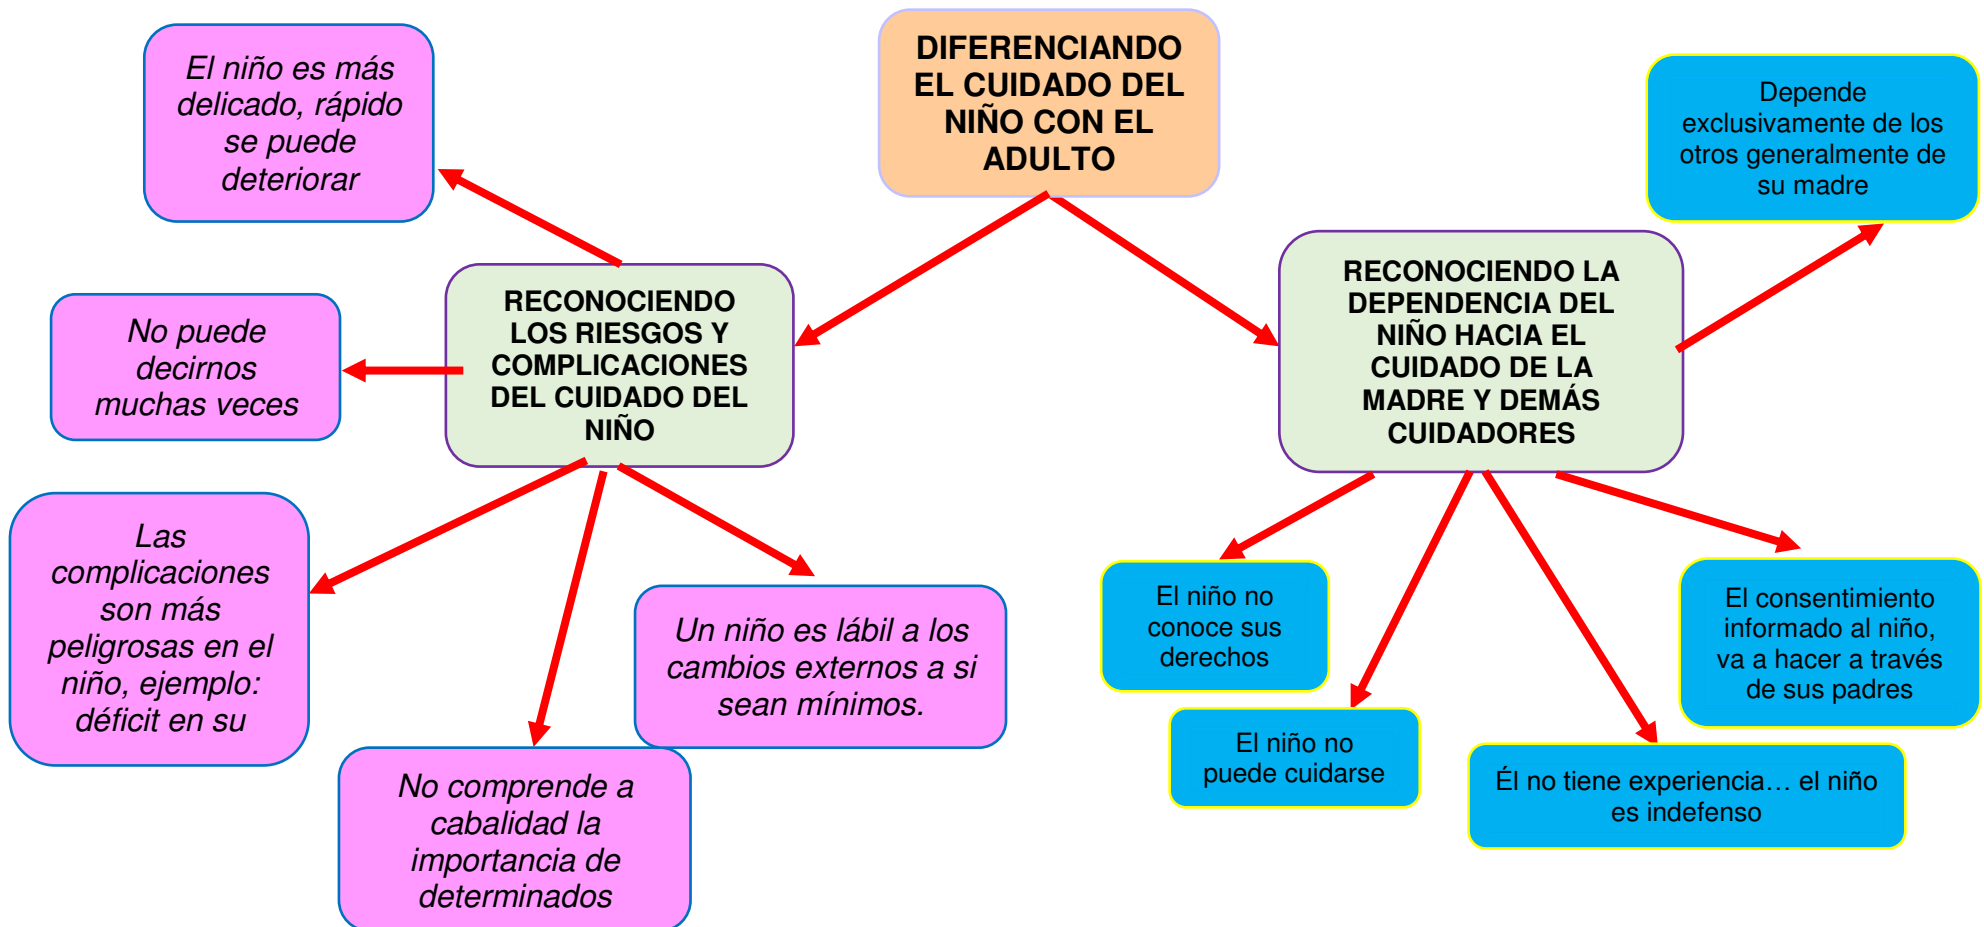 DIFERENCIANDO
EL CUIDADO DEL
NIÑO CON EL
ADULTO
El niño es más
delicado, rápido
se puede
deteriorar
Depende
exclusivamente de los
otros generalmente de
su madre
RECONOCIENDO
LOS RIESGOS Y
COMPLICACIONES
DEL CUIDADO DEL
NIÑO
RECONOCIENDO LA
DEPENDENCIA DEL
NIÑO HACIA EL
CUIDADO DE LA
MADRE Y DEMÁS
CUIDADORES
No puede
decirnos
muchas veces
Las
complicaciones
son más
peligrosas en el
niño, ejemplo:
déficit en su
No comprende a
cabalidad la
importancia de
determinados
Un niño es lábil a los
cambios externos a si
sean mínimos.
El niño no
conoce sus
derechos
El niño no
puede cuidarse
Él no tiene experiencia… el niño
es indefenso
El consentimiento
informado al niño,
va a hacer a través
de sus padres